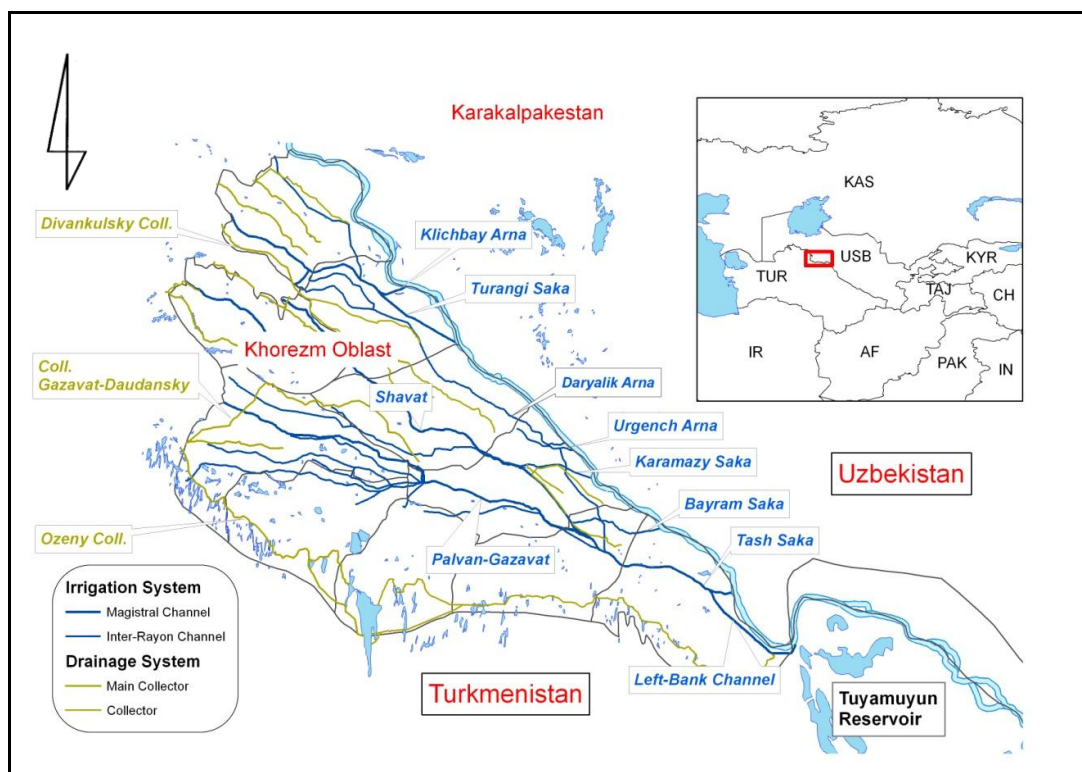 Karakalpakestan
KAS
USB
KYR
TUR
TAJ
CH
IR
AF
PAK
IN
Divankulsky Coll.
Klichbay Arna
Turangi Saka
Khorezm Oblast
Coll.
Gazavat-Daudansky
Shavat
Daryalik Arna
Urgench Arna
Karamazy Saka
Uzbekistan
Bayram Saka
Ozeny Coll.
Palvan-Gazavat
Tash Saka
Irrigation System
Magistral Channel
Inter-Rayon Channel
Drainage System
Main Collector
Collector
Turkmenistan
Left-Bank Channel
Tuyamuyun
Reservoir